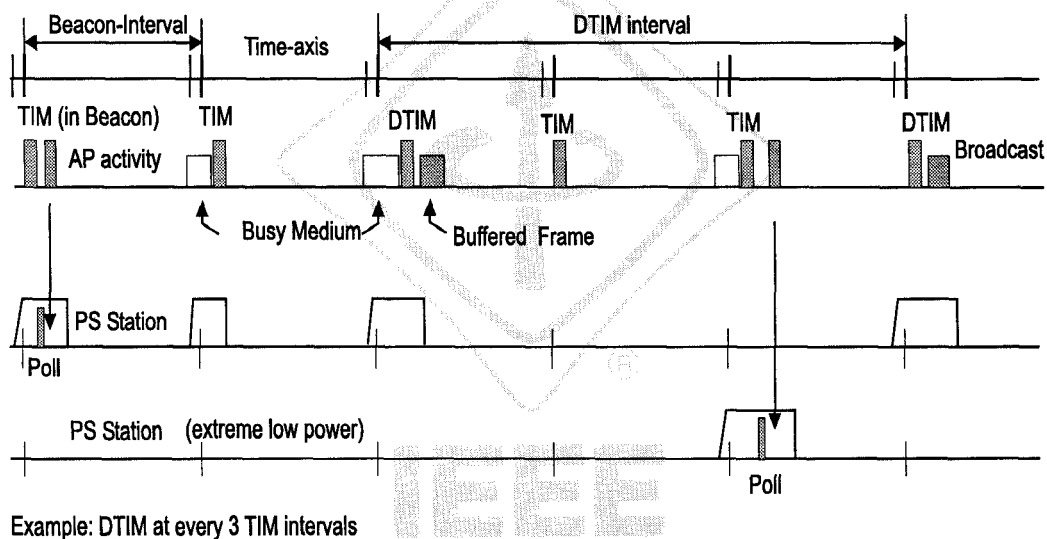 Beacon-Interval
Time-axis
DTIM interval
TIM (in Beacon)
TIM
DTIM
TIM
TIM
DTIM
AP activity
Broadcast
Busy Medium
Buffered Frame
PS Station
Poll
PS Station (extreme low power)
Poll
Example: DTIM at every 3 TIM intervals
®
IEEE